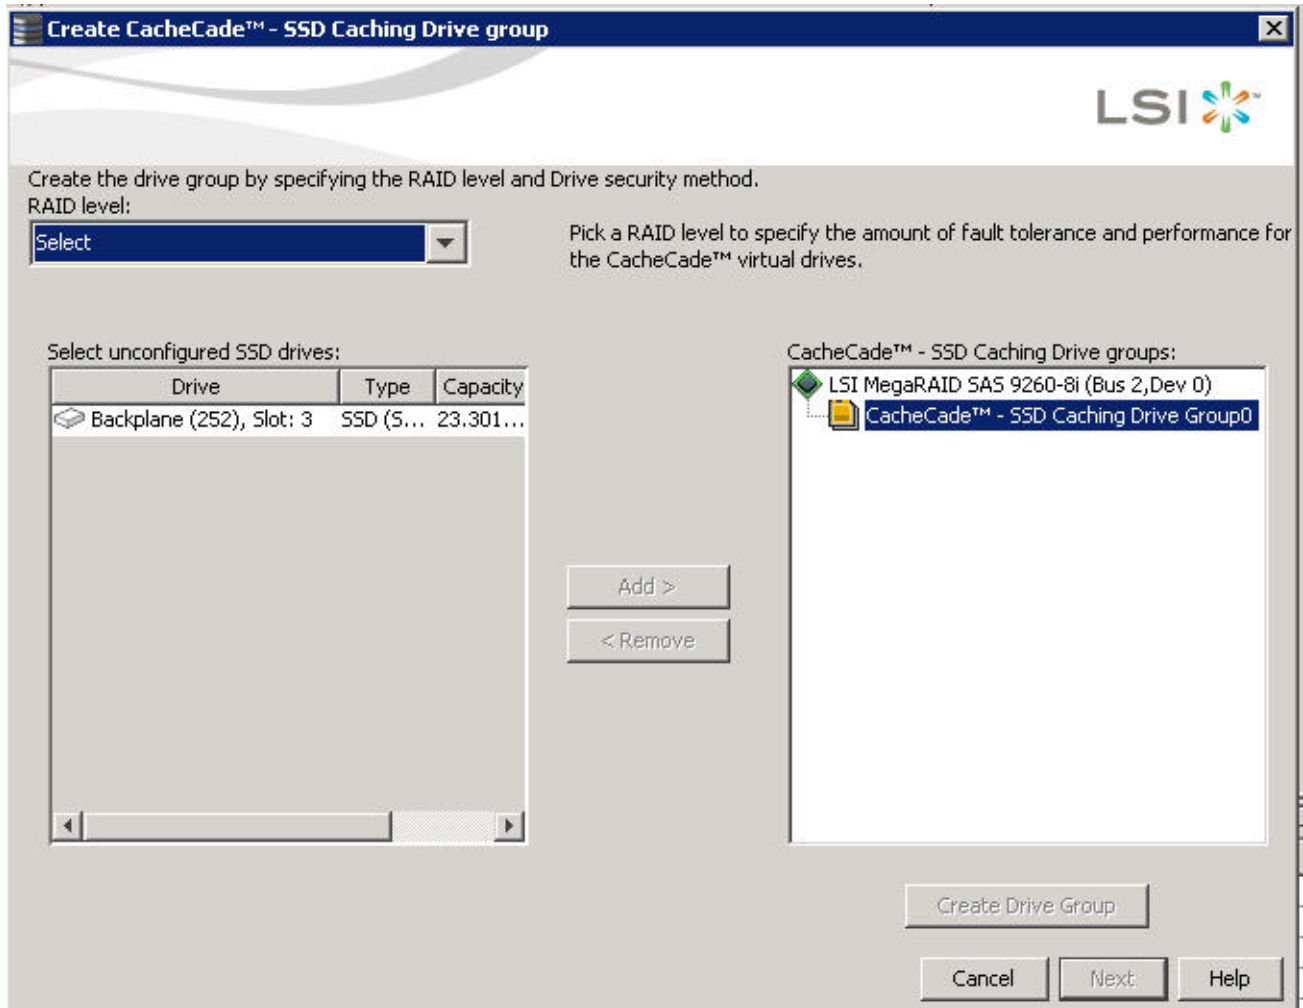 Create CacheCade™ - SSD Caching Drive group
LSI
Create the drive group by specifying the RAID level and Drive security method.
RAID level:
Select
Pick a RAID level to specify the amount of fault tolerance and performance for
the CacheCade™ virtual drives.
Select unconfigured SSD drives:
Drive Type Capacity
Backplane (252), Slot: 3 SSD (S... 23.301...
CacheCade™ - SSD Caching Drive groups:
LSI MegaRAID SAS 9260-8i (Bus 2,Dev 0)
CacheCade™ - SSD Caching Drive Group0
Add >
< Remove
Create Drive Group
Cancel Next Help